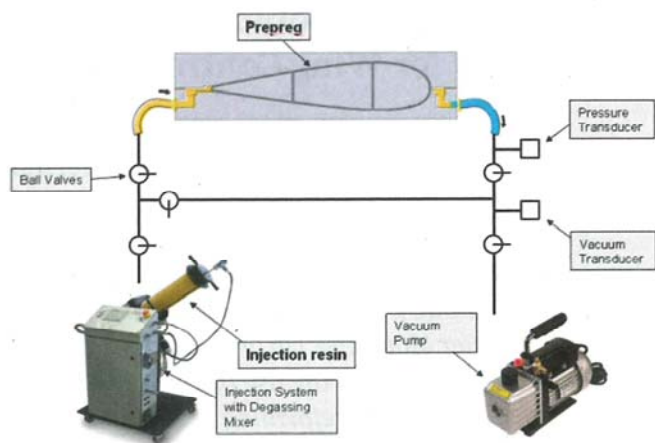 Prepreg
Pressure
Transducer
Ball Valves
Vacuum
Transducer
Vacuum
Pump
Injection resin
Injection System
with Degassing
Mixer